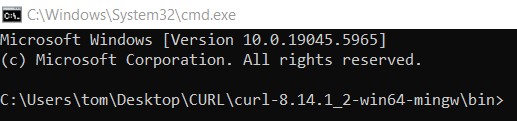 C:\Windows\System32\cmd.exe
Microsoft Windows [Version 10.0.19045.5965]
(c) Microsoft Corporation. All rights reserved.
C:\Users\tom\Desktop\CURL\curl-8.14.1_2-win64-mingw\bin>